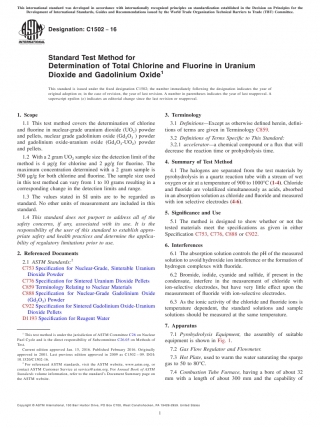 This international standard was developed in accordance with internationally recognized principles on standardization established in the Decision on Principles for the
Development of International Standards, Guides and Recommendations issued by the World Trade Organization Technical Barriers to Trade (TBT) Committee.
Designation: C1502 − 16
INTERNATIONAL
Standard Test Method for
Determination of Total Chlorine and Fluorine in Uranium
Dioxide and Gadolinium Oxide1
This standard is issued under the fixed designation C1502; the number immediately following the designation indicates the year of
original adoption or, in the case of revision, the year of last revision. A number in parentheses indicates the year of last reapproval. A
superscript epsilon (ε) indicates an editorial change since the last revision or reapproval.
1. Scope
1.1 This test method covers the determination of chlorine
and fluorine in nuclear-grade uranium dioxide (UO2) powder
and pellets, nuclear grade gadolinium oxide (Gd2O3) powder
and gadolinium oxide-uranium oxide (Gd2O3-UO2) powder
and pellets.
1.2 With a 2 gram UO2 sample size the detection limit of the
method is 4 µg/g for chlorine and 2 µg/g for fluorine. The
maximum concentration determined with a 2 gram sample is
500 µg/g for both chlorine and fluorine. The sample size used
in this test method can vary from 1 to 10 grams resulting in a
corresponding change in the detection limits and range.
1.3 The values stated in SI units are to be regarded as
standard. No other units of measurement are included in this
standard.
1.4 This standard does not purport to address all of the
safety concerns, if any, associated with its use. It is the
responsibility of the user of this standard to establish appro-
priate safety and health practices and determine the applica-
bility of regulatory limitations prior to use.
2. Referenced Documents
2.1 ASTM Standards:2
C753 Specification for Nuclear-Grade, Sinterable Uranium
Dioxide Powder
C776 Specification for Sintered Uranium Dioxide Pellets
C859 Terminology Relating to Nuclear Materials
C888 Specification for Nuclear-Grade Gadolinium Oxide
(Gd2O3) Powder
C922 Specification for Sintered Gadolinium Oxide-Uranium
Dioxide Pellets
D1193 Specification for Reagent Water
1 This test method is under the jurisdiction of ASTM Committee C26 on Nuclear
Fuel Cycle and is the direct responsibility of Subcommittee C26.05 on Methods of
Test.
Current edition approved Jan. 15, 2016. Published February 2016. Originally
approved in 2001. Last previous edition approved in 2009 as C1502 – 09. DOI:
10.1520/C1502-16.
2 For referenced ASTM standards, visit the ASTM website, www.astm.org, or
contact ASTM Customer Service at service@astm.org. For Annual Book of ASTM
Standards volume information, refer to the standard's Document Summary page on
the ASTM website.
3. Terminology
3.1 Definitions—Except as otherwise defined herein, defini-
tions of terms are given in Terminology C859.
3.2 Definitions of Terms Specific to This Standard:
3.2.1 accelerator—a chemical compound or a flux that will
decrease the reaction time or pyrohydrolysis time.
4. Summary of Test Method
4.1 The halogens are separated from the test materials by
pyrohydrolysis in a quartz reaction tube with a stream of wet
oxygen or air at a temperature of 900 to 1000°C (1-4). Chloride
and fluoride are volatilized simultaneously as acids, absorbed
in an absorption solution as chloride and fluoride and measured
with ion selective electrodes (4-6).
5. Significance and Use
5.1 The method is designed to show whether or not the
tested materials meet the specifications as given in either
Specification C753, C776, C888 or C922.
6. Interferences
6.1 The absorption solution controls the pH of the measured
solution to avoid hydroxide ion interference or the formation of
hydrogen complexes with fluoride.
6.2 Bromide, iodide, cyanide and sulfide, if present in the
condensate, interfere in the measurement of chloride with
ion-selective electrodes, but have very little effect upon the
measurement of fluoride with ion-selective electrodes.
6.3 As the ionic activity of the chloride and fluoride ions is
temperature dependent, the standard solutions and sample
solutions should be measured at the same temperature.
7. Apparatus
7.1 Pyrohydrolysis Equipment, the assembly of suitable
equipment is shown in Fig. 1.
7.2 Gas Flow Regulator and Flowmeter.
7.3 Hot Plate, used to warm the water saturating the sparge
gas to 50 to 80°C.
7.4 Combustion Tube Furnace, having a bore of about 32
mm with a length of about 300 mm and the capability of
Copyright © ASTM International, 100 Barr Harbor Drive, PO Box C700, West Conshohocken, PA 19428-2959. United States
1